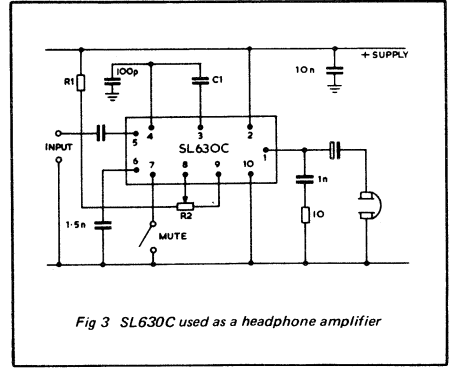 + SUPPLY
R1
100p
C1
10n
INPUT
5
4
3
2
SL630C
1
6
7
8
9
10
1n
R2
1·5n
MUTE
10
Fig 3 SL630C used as a headphone amplifier